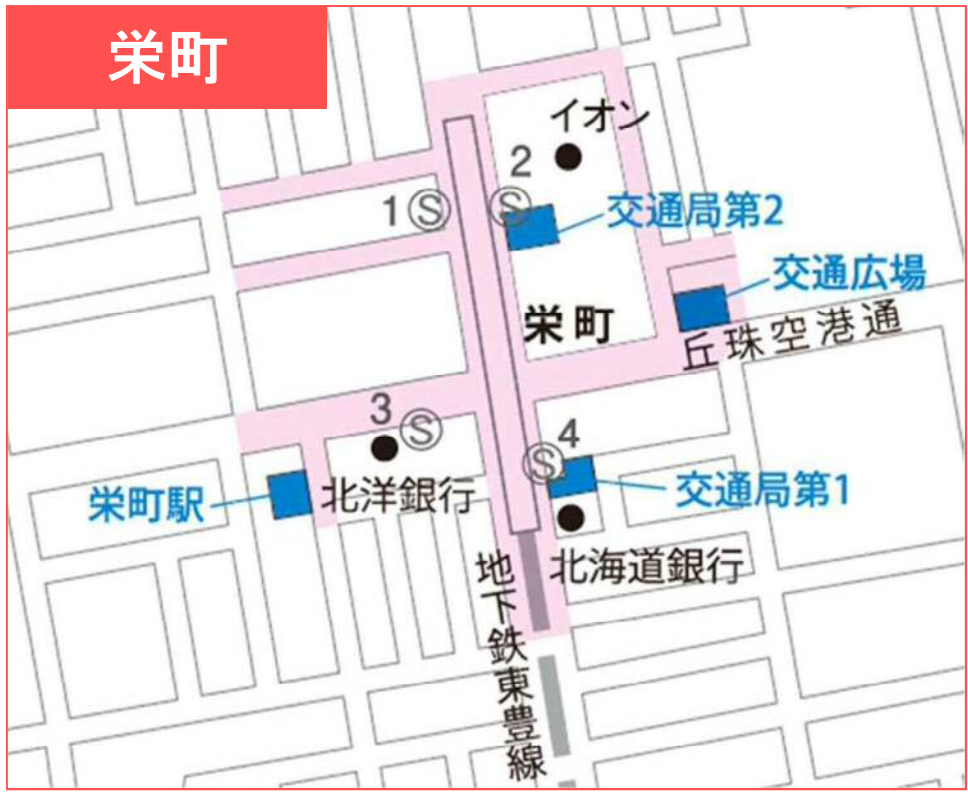 栄町
イオン
2
1 Ⓢ
Ⓢ
交通局第2
交通広場
栄町
丘珠空港通
3
Ⓢ
4
Ⓢ
栄町駅
北洋銀行
交通局第1
北海道銀行
地下鉄東豊線